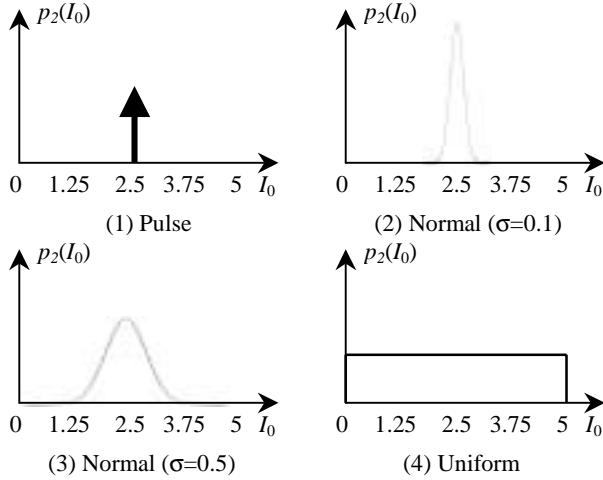 p₂(I₀)
0 1.25 2.5 3.75 5 I₀
(1) Pulse
p₂(I₀)
0 1.25 2.5 3.75 5 I₀
(2) Normal (σ=0.1)
p₂(I₀)
0 1.25 2.5 3.75 5 I₀
(3) Normal (σ=0.5)
p₂(I₀)
0 1.25 2.5 3.75 5 I₀
(4) Uniform